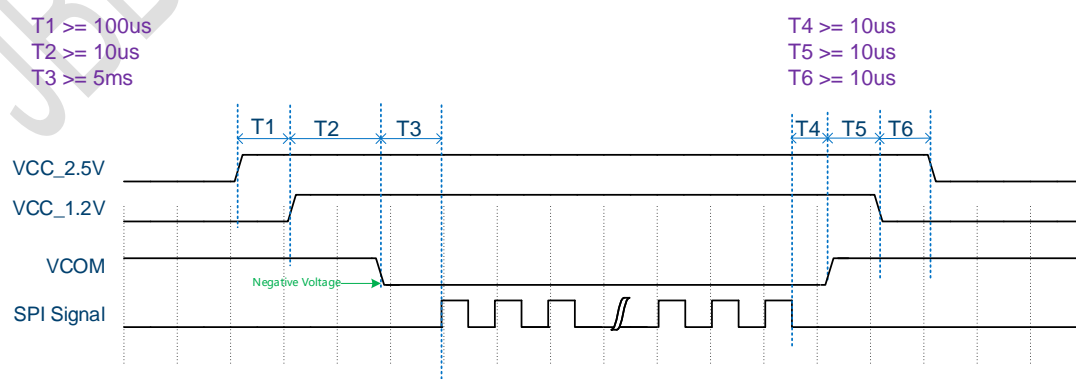 T1 >= 100us
T2 >= 10us
T3 >= 5ms
T4 >= 10us
T5 >= 10us
T6 >= 10us
T1 T2 T3 T4 T5 T6
VCC_2.5V
VCC_1.2V
VCOM
Negative Voltage
SPI Signal